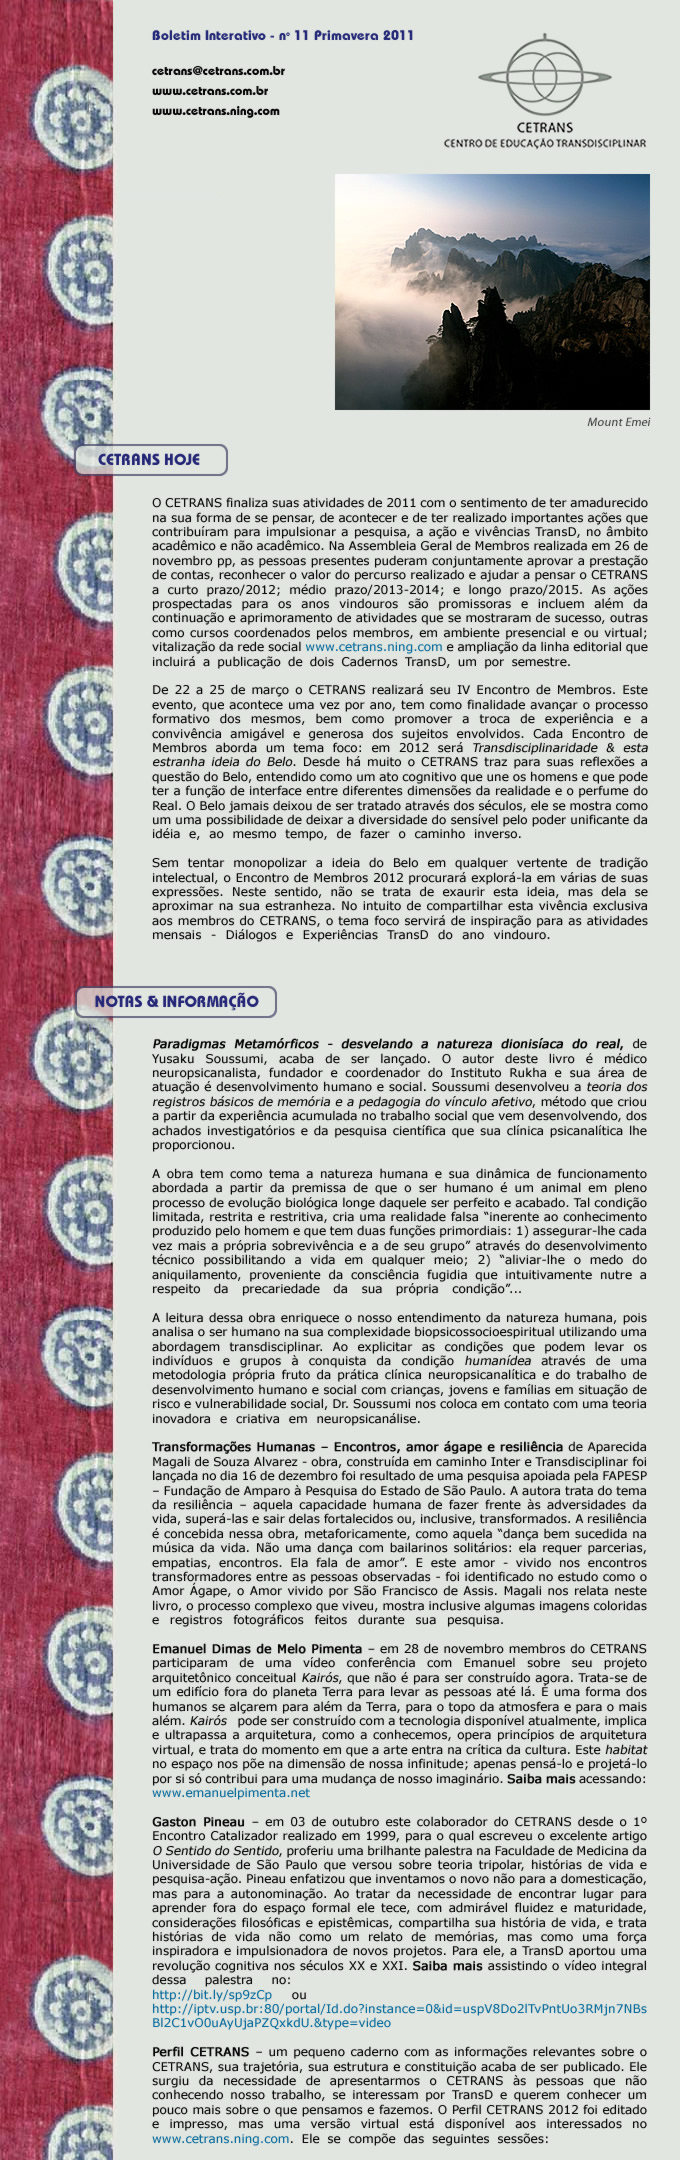 Boletim Interativo - nº 11 Primavera 2011
cetrans@cetrans.com.br
www.cetrans.com.br
www.cetrans.ning.com
CETRANS
CENTRO DE EDUCAÇÃO TRANSDISCIPLINAR
Mount Emei
CETRANS HOJE
O CETRANS finaliza suas atividades de 2011 com o sentimento de ter amadurecido
na sua forma de se pensar, de acontecer e de ter realizado importantes ações que
contribuíram para impulsionar a pesquisa, a ação e vivências TransD, no âmbito
acadêmico e não acadêmico. Na Assembleia Geral de Membros realizada em 26 de
novembro pp, as pessoas presentes puderam conjuntamente aprovar a prestação
de contas, reconhecer o valor do percurso realizado e ajudar a pensar o CETRANS
a curto prazo/2012; médio prazo/2013-2014; e longo prazo/2015. As ações
prospectadas para os anos vindouros são promissoras e incluem além da
continuação e aprimoramento de atividades que se mostraram de sucesso, outras
como cursos coordenados pelos membros, em ambiente presencial e ou virtual;
vitalização da rede social www.cetrans.ning.com e ampliação da linha editorial que
incluirá a publicação de dois Cadernos TransD, um por semestre.
De 22 a 25 de março o CETRANS realizará seu IV Encontro de Membros. Este
evento, que acontece uma vez por ano, tem como finalidade avançar o processo
formativo dos mesmos, bem como promover a troca de experiência e a
convivência amigável e generosa dos sujeitos envolvidos. Cada Encontro de
Membros aborda um tema foco: em 2012 será Transdisciplinaridade & esta
estranha ideia do Belo. Desde há muito o CETRANS traz para suas reflexões a
questão do Belo, entendido como um ato cognitivo que une os homens e que pode
ter a função de interface entre diferentes dimensões da realidade e o perfume do
Real. O Belo jamais deixou de ser tratado através dos séculos, ele se mostra como
um uma possibilidade de deixar a diversidade do sensível pelo poder unificante da
idéia e, ao mesmo tempo, de fazer o caminho inverso.
Sem tentar monopolizar a ideia do Belo em qualquer vertente de tradição
intelectual, o Encontro de Membros 2012 procurará explorá-la em várias de suas
expressões. Neste sentido, não se trata de exaurir esta ideia, mas dela se
aproximar na sua estranheza. No intuito de compartilhar esta vivência exclusiva
aos membros do CETRANS, o tema foco servirá de inspiração para as atividades
mensais - Diálogos e Experiências TransD do ano vindouro.
NOTAS & INFORMAÇÃO
Paradigmas Metamórficos - desvelando a natureza dionisíaca do real, de
Yusaku Soussumi, acaba de ser lançado. O autor deste livro é médico
neuropsicanalista, fundador e coordenador do Instituto Rukha e sua área de
atuação é desenvolvimento humano e social. Soussumi desenvolveu a teoria dos
registros básicos de memória e a pedagogia do vínculo afetivo, método que criou
a partir da experiência acumulada no trabalho social que vem desenvolvendo, dos
achados investigatórios e da pesquisa científica que sua clínica psicanalítica lhe
proporcionou.
A obra tem como tema a natureza humana e sua dinâmica de funcionamento
abordada a partir da premissa de que o ser humano é um animal em pleno
processo de evolução biológica longe daquele ser perfeito e acabado. Tal condição
limitada, restrita e restritiva, cria uma realidade falsa “inerente ao conhecimento
produzido pelo homem e que tem duas funções primordiais: 1) assegurar-lhe cada
vez mais a própria sobrevivência e a de seu grupo” através do desenvolvimento
técnico possibilitando a vida em qualquer meio; 2) “aliviar-lhe o medo do
aniquilamento, proveniente da consciência fugidia que intuitivamente nutre a
respeito da precariedade da sua própria condição”...
A leitura dessa obra enriquece o nosso entendimento da natureza humana, pois
analisa o ser humano na sua complexidade biopsicossocioespiritual utilizando uma
abordagem transdisciplinar. Ao explicitar as condições que podem levar os
indivíduos e grupos à conquista da condição humanídea através de uma
metodologia própria fruto da prática clínica neuropsicanalítica e do trabalho de
desenvolvimento humano e social com crianças, jovens e famílias em situação de
risco e vulnerabilidade social, Dr. Soussumi nos coloca em contato com uma teoria
inovadora e criativa em neuropsicanálise.
Transformações Humanas – Encontros, amor ágape e resiliência de Aparecida
Magali de Souza Alvarez - obra, construída em caminho Inter e Transdisciplinar foi
lançada no dia 16 de dezembro foi resultado de uma pesquisa apoiada pela FAPESP
– Fundação de Amparo à Pesquisa do Estado de São Paulo. A autora trata do tema
da resiliência – aquela capacidade humana de fazer frente às adversidades da
vida, superá-las e sair delas fortalecidos ou, inclusive, transformados. A resiliência
é concebida nessa obra, metaforicamente, como aquela “dança bem sucedida na
música da vida. Não uma dança com bailarinos solitários: ela requer parcerias,
empatias, encontros. Ela fala de amor”. E este amor - vivido nos encontros
transformadores entre as pessoas observadas - foi identificado no estudo como o
Amor Ágape, o Amor vivido por São Francisco de Assis. Magali nos relata neste
livro, o processo complexo que viveu, mostra inclusive algumas imagens coloridas
e registros fotográficos feitos durante sua pesquisa.
Emanuel Dimas de Melo Pimenta – em 28 de novembro membros do CETRANS
participaram de uma vídeo conferência com Emanuel sobre seu projeto
arquitetônico conceitual Kairós, que não é para ser construído agora. Trata-se de
um edifício fora do planeta Terra para levar as pessoas até lá. É uma forma dos
humanos se alçarem para além da Terra, para o topo da atmosfera e para o mais
além. Kairós pode ser construído com a tecnologia disponível atualmente, implica
e ultrapassa a arquitetura, como a conhecemos, opera princípios de arquitetura
virtual, e trata do momento em que a arte entra na crítica da cultura. Este habitat
no espaço nos põe na dimensão de nossa infinitude; apenas pensá-lo e projetá-lo
por si só contribui para uma mudança de nosso imaginário. Saiba mais acessando:
www.emanuelpimenta.net
Gaston Pineau – em 03 de outubro este colaborador do CETRANS desde o 1º
Encontro Catalizador realizado em 1999, para o qual escreveu o excelente artigo
O Sentido do Sentido, proferiu uma brilhante palestra na Faculdade de Medicina da
Universidade de São Paulo que versou sobre teoria tripolar, histórias de vida e
pesquisa-ação. Pineau enfatizou que inventamos o novo não para a domesticação,
mas para a autonominação. Ao tratar da necessidade de encontrar lugar para
aprender fora do espaço formal ele tece, com admirável fluidez e maturidade,
considerações filosóficas e epistêmicas, compartilha sua história de vida, e trata
histórias de vida não como um relato de memórias, mas como uma força
inspiradora e impulsionadora de novos projetos. Para ele, a TransD aportou uma
revolução cognitiva nos séculos XX e XXI. Saiba mais assistindo o vídeo integral
dessa palestra no:
http://bit.ly/sp9zCp ou
http://iptv.usp.br:80/portal/Id.do?instance=0&id=uspV8Do2lTvPntUo3RMjn7NBs
Bl2C1vO0uAyUjaPZQxkdU.&type=video
Perfil CETRANS – um pequeno caderno com as informações relevantes sobre o
CETRANS, sua trajetória, sua estrutura e constituição acaba de ser publicado. Ele
surgiu da necessidade de apresentarmos o CETRANS às pessoas que não
conhecendo nosso trabalho, se interessam por TransD e querem conhecer um
pouco mais sobre o que pensamos e fazemos. O Perfil CETRANS 2012 foi editado
e impresso, mas uma versão virtual está disponível aos interessados no
www.cetrans.ning.com. Ele se compõe das seguintes sessões: